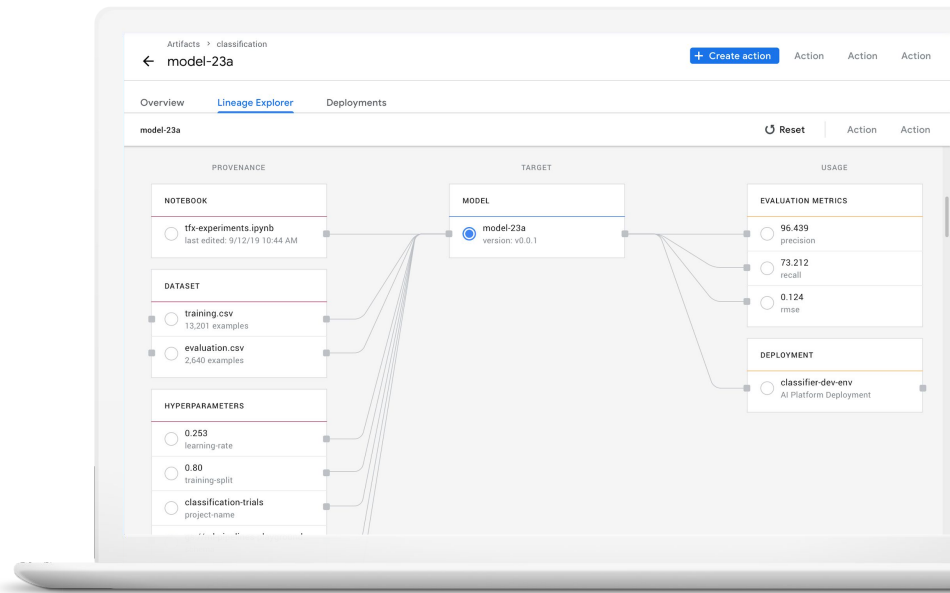 Artifacts > classification
← model-23a
+ Create action
Action
Action
Action
Overview
Lineage Explorer
Deployments
model-23a
Reset
Action
Action
PROVENANCE
TARGET
USAGE
NOTEBOOK
tfx-experiments.ipynb
last edited: 9/12/19 10:44 AM
DATASET
training.csv
13,201 examples
evaluation.csv
2,640 examples
HYPERPARAMETERS
0.253
learning-rate
0.80
training-split
classification-trials
project-name
MODEL
model-23a
version: v0.0.1
EVALUATION METRICS
96.439
precision
73.212
recall
0.124
rmse
DEPLOYMENT
classifier-dev-env
AI Platform Deployment